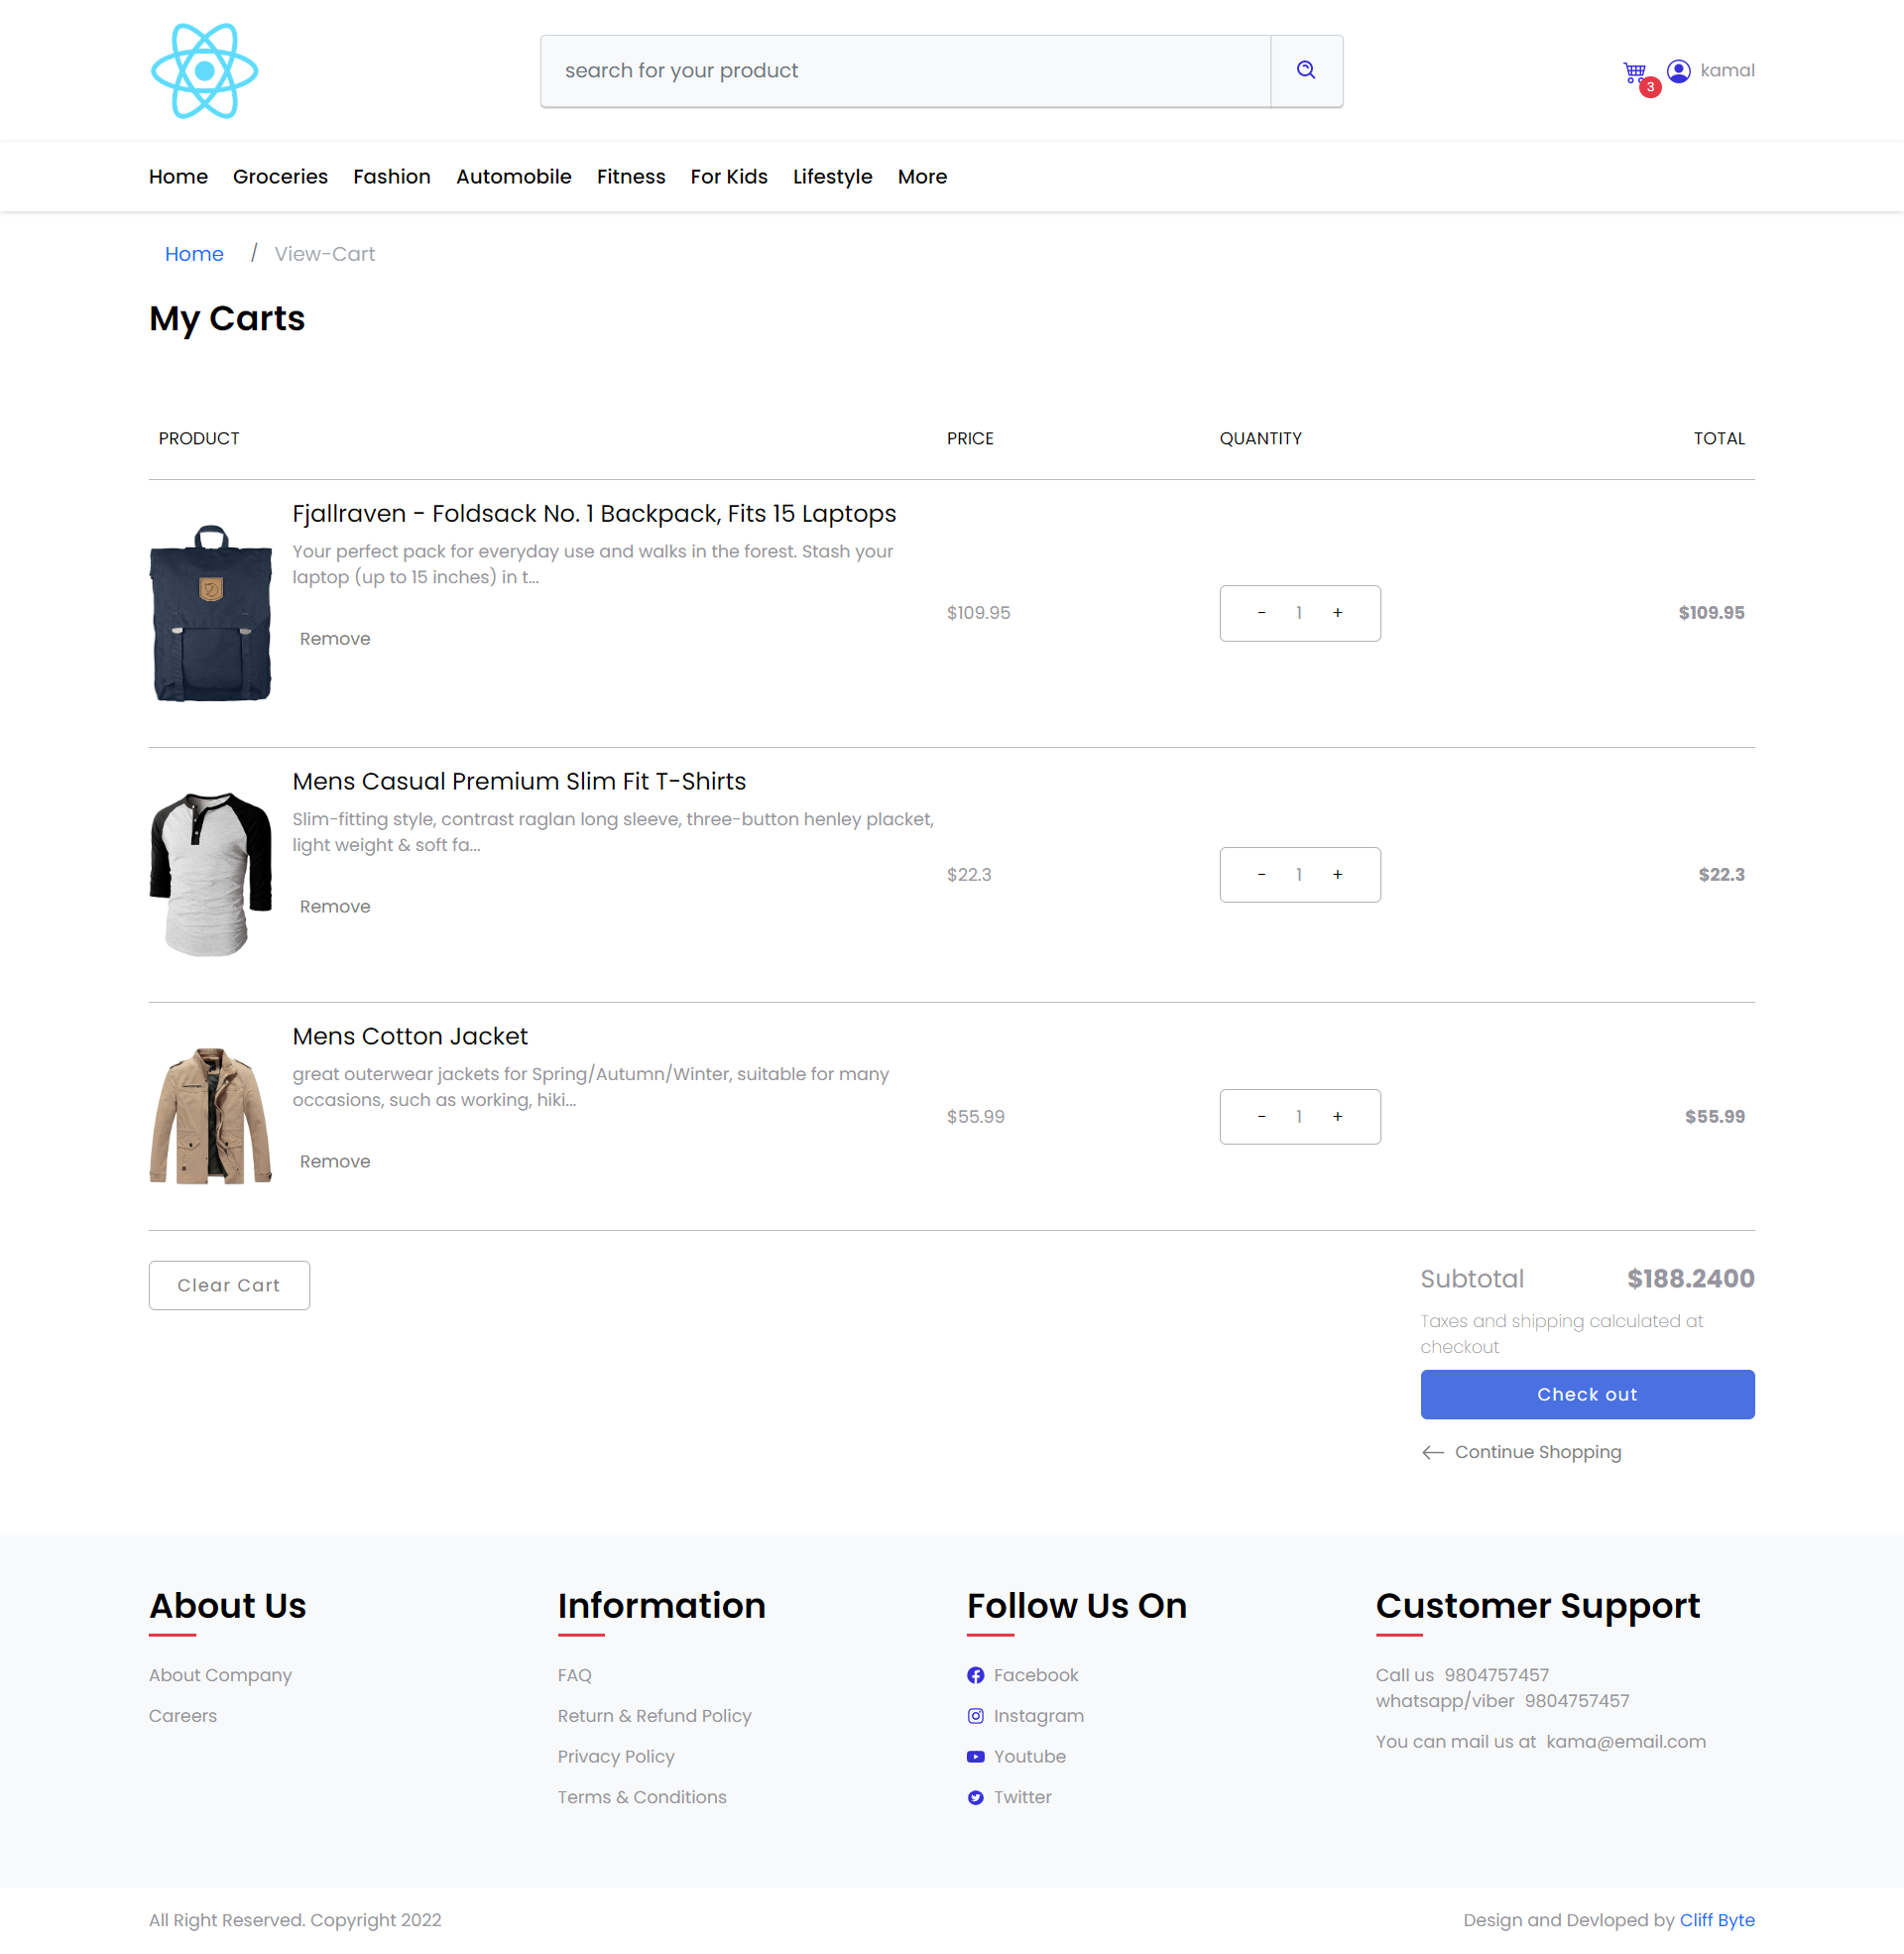 search for your product
3
kamal
Home Groceries Fashion Automobile Fitness For Kids Lifestyle More
Home / View-Cart
My Carts
PRODUCT PRICE QUANTITY TOTAL
Fjallraven - Foldsack No. 1 Backpack, Fits 15 Laptops
Your perfect pack for everyday use and walks in the forest. Stash your
laptop (up to 15 inches) in t...
Remove
$109.95 - 1 + $109.95
Mens Casual Premium Slim Fit T-Shirts
Slim-fitting style, contrast raglan long sleeve, three-button henley placket,
light weight & soft fa...
Remove
$22.3 - 1 + $22.3
Mens Cotton Jacket
great outerwear jackets for Spring/Autumn/Winter, suitable for many
occasions, such as working, hiki...
Remove
$55.99 - 1 + $55.99
Clear Cart
Subtotal $188.2400
Taxes and shipping calculated at
checkout
Check out
Continue Shopping
About Us
About Company
Careers
Information
FAQ
Return & Refund Policy
Privacy Policy
Terms & Conditions
Follow Us On
Facebook
Instagram
Youtube
Twitter
Customer Support
Call us 9804757457
whatsapp/viber 9804757457
You can mail us at kama@email.com
All Right Reserved. Copyright 2022
Design and Devloped by Cliff Byte